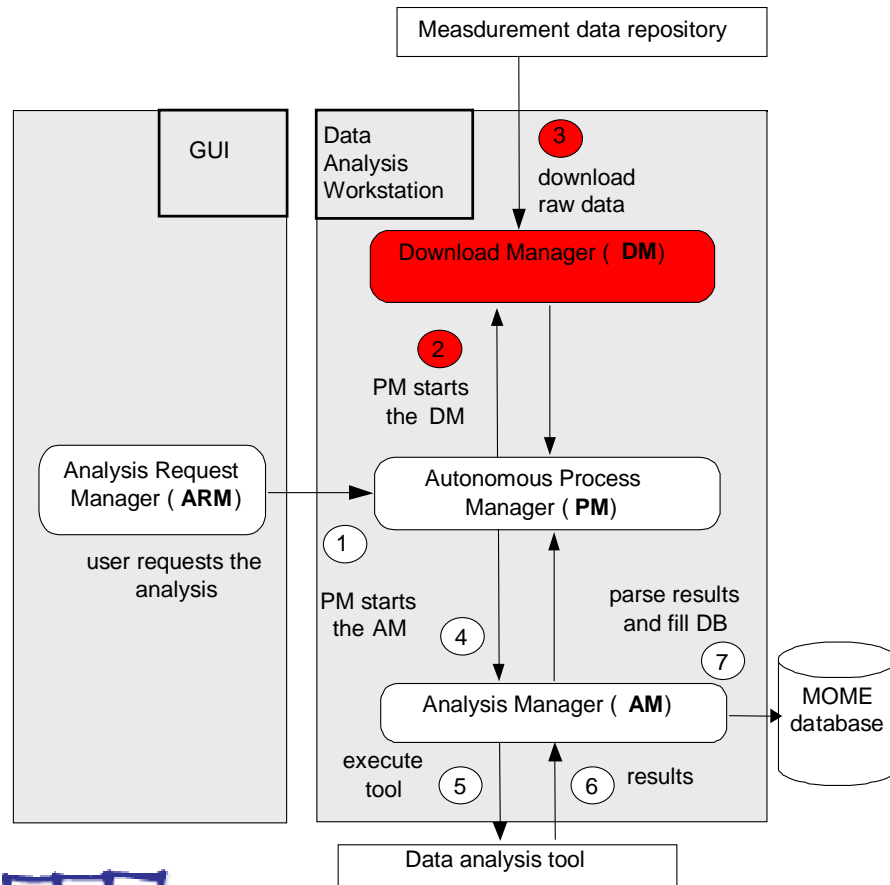 Measdurement data repository
GUI
Data
Analysis
Workstation
3
download
raw data
Download Manager ( DM)
2
PM starts
the DM
Analysis Request
Manager ( ARM)
Autonomous Process
Manager ( PM)
1
user requests the
analysis
PM starts
the AM
4
parse results
and fill DB
7
Analysis Manager ( AM)
MOME
database
execute
tool
5
6
results
Data analysis tool